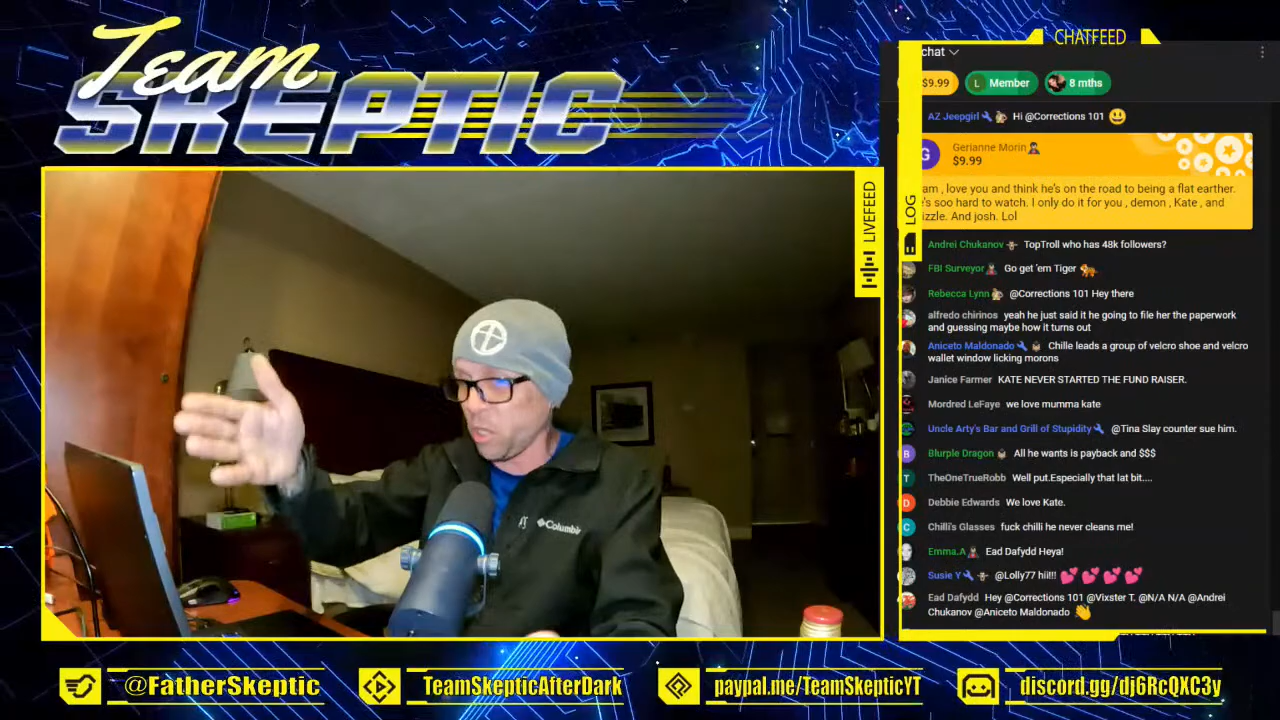 Team
SKEPTIC
CHATFEED
chat
$9.99
L Member
8 mths
AZ Jeepgirl Hi @Corrections 101
G Gerianne Morin
$9.99
am , love you and think he's on the road to being a flat earther.
's soo hard to watch. I only do it for you , demon , Kate , and
izzle. And josh. Lol
LIVEFEED
LOG
Andrei Chukanov TopTroll who has 48k followers?
FBI Surveyor Go get 'em Tiger
Rebecca Lynn @Corrections 101 Hey there
alfredo chirinos yeah he just said it he going to file her the paperwork
and guessing maybe how it turns out
Aniceto Maldonado Chille leads a group of velcro shoe and velcro
wallet window licking morons
Janice Farmer KATE NEVER STARTED THE FUND RAISER.
Mordred LeFaye we love mumma kate
Uncle Arty's Bar and Grill of Stupidity @Tina Slay counter sue him.
B Blurple Dragon All he wants is payback and $$$
T TheOneTrueRobb Well put.Especially that lat bit....
D Debbie Edwards We love Kate.
C Chilli's Glasses fuck chilli he never cleans me!
Emma.A Ead Dafydd Heya!
Susie Y @Lolly77 hii!!!
Ead Dafydd Hey @Corrections 101 @Vixster T. @N/A N/A @Andrei
Chukanov @Aniceto Maldonado
Columbia
@FatherSkeptic
TeamSkepticAfterDark
paypal.me/TeamSkepticYT
discord.gg/dj6RcQXC3v